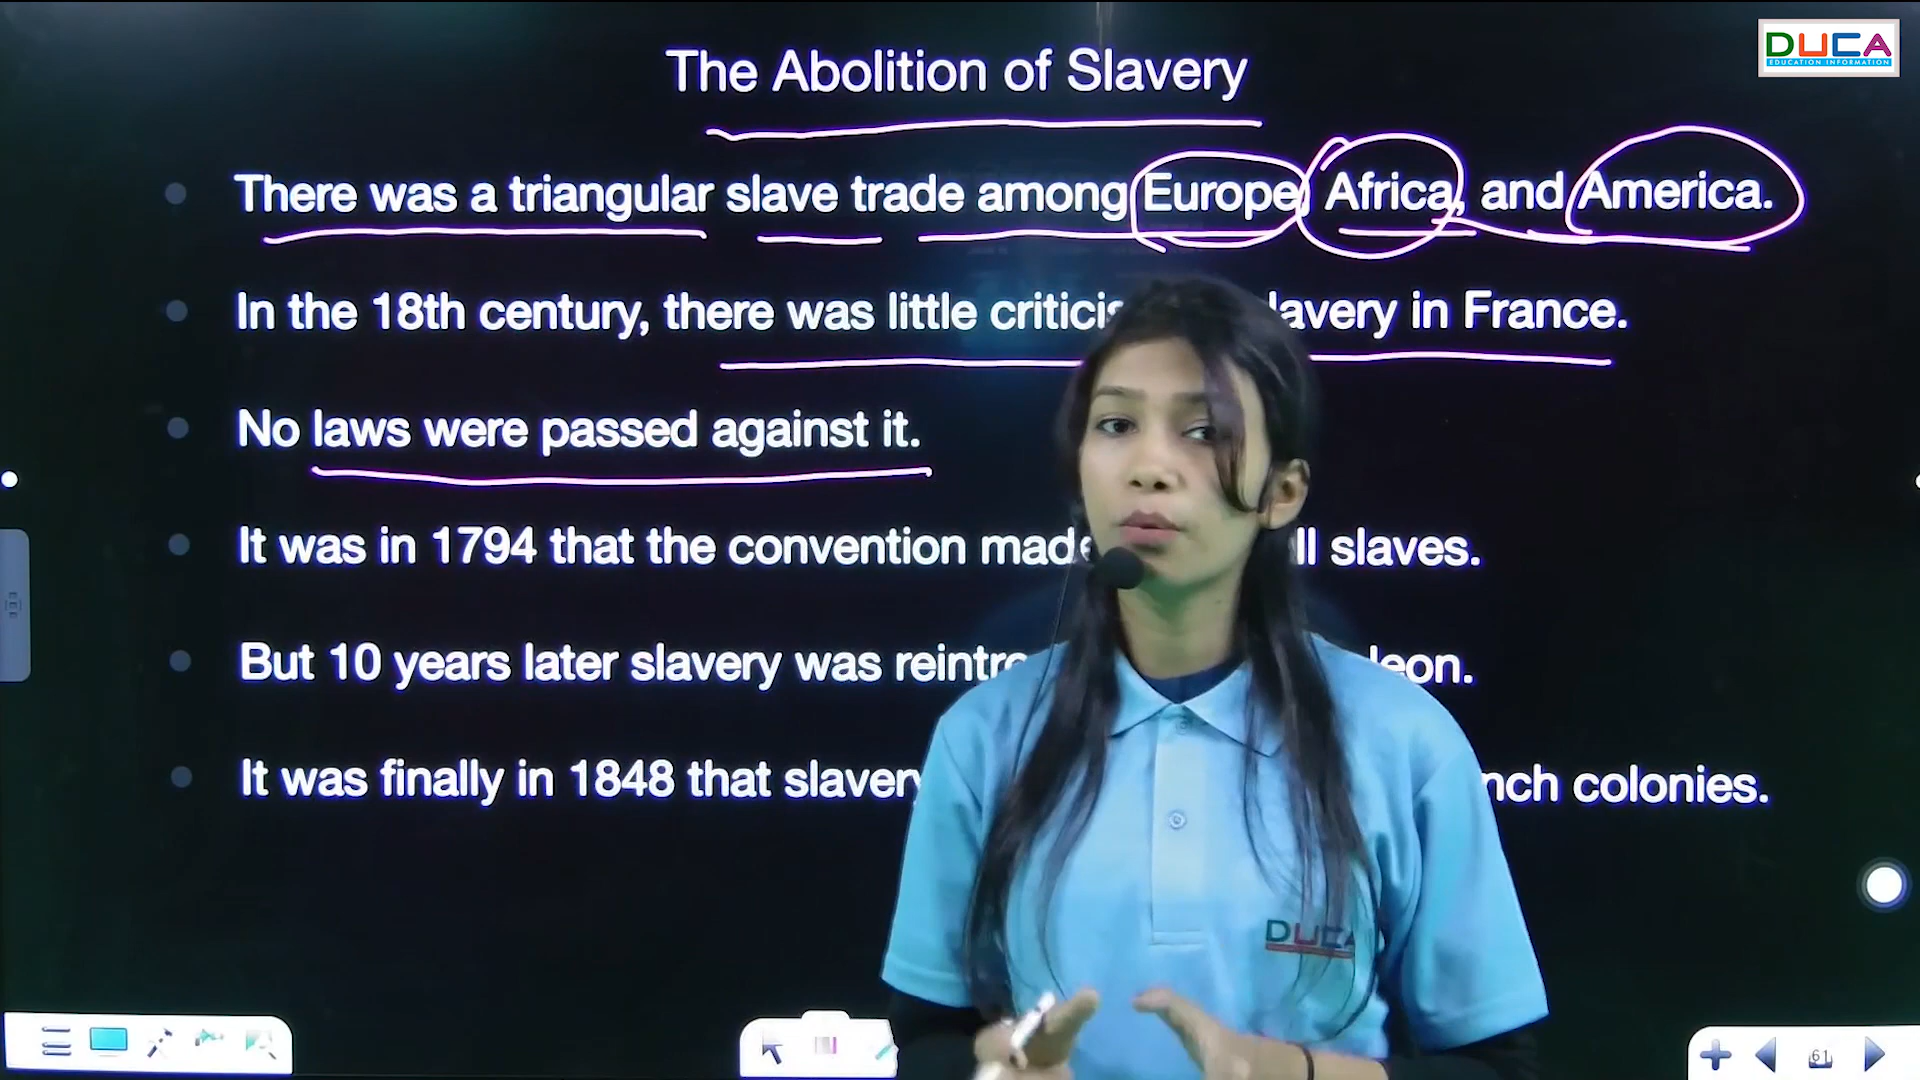 DUCA
EDUCATION INFORMATION
The Abolition of Slavery
There was a triangular slave trade among Europe, Africa, and America.
In the 18th century, there was little lavery in France.
No laws were passed against it.
It was in 1794 that the convention made ll slaves.
But 10 years later slavery was leon.
It was finally in 1848 that slavery nch colonies.
DUCA
61